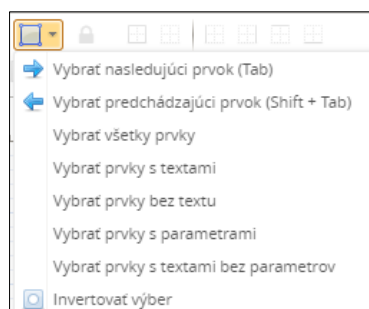 Vybrať nasledujúci prvok (Tab)
Vybrať predchádzajúci prvok (Shift + Tab)
Vybrať všetky prvky
Vybrať prvky s textami
Vybrať prvky bez textu
Vybrať prvky s parametrami
Vybrať prvky s textami bez parametrov
Invertovať výber